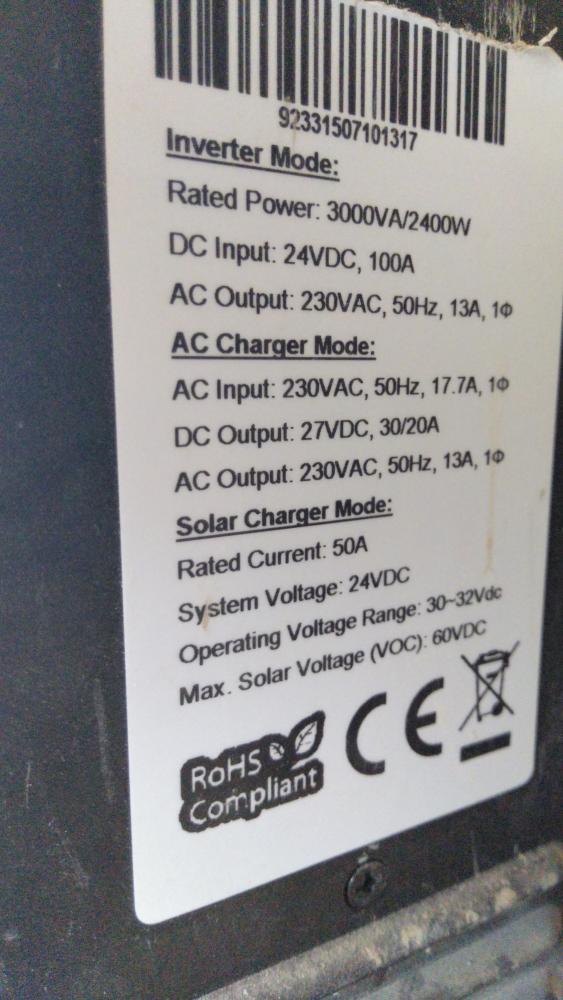 92331507101317
Inverter Mode:
Rated Power: 3000VA/2400W
DC Input: 24VDC, 100A
AC Output: 230VAC, 50Hz, 13A, 1Φ
AC Charger Mode:
AC Input: 230VAC, 50Hz, 17.7A, 1Φ
DC Output: 27VDC, 30/20A
AC Output: 230VAC, 50Hz, 13A, 1Φ
Solar Charger Mode:
Rated Current: 50A
System Voltage: 24VDC
Operating Voltage Range: 30~32Vdc
Max. Solar Voltage (VOC): 60VDC
RoHS
Compliant
CE